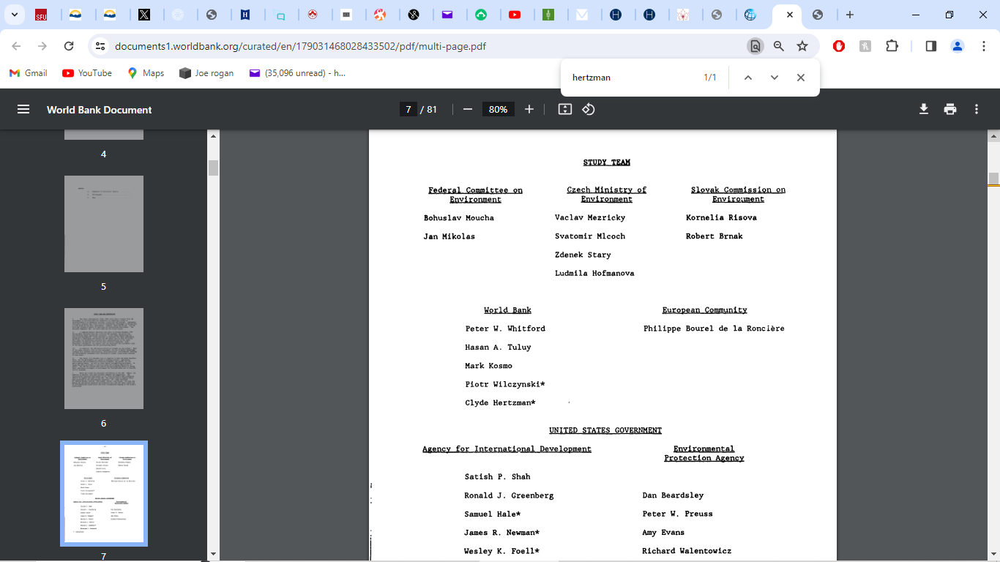 SFU
documents1.worldbank.org/curated/en/179031468028433502/pdf/multi-page.pdf
Gmail
YouTube
Maps
Joe rogan
(35,096 unread) - h...
hertzman
1/1
World Bank Document
7 / 81
80%
4
5
6
7
STUDY TEAM
Federal Committee on Environment
Bohuslav Moucha
Jan Mikolas
Czech Ministry of Environment
Vaclav Mezricky
Svatomir Mlcoch
Zdenek Stary
Ludmila Hofmanova
Slovak Commission on Environment
Kornelia Risova
Robert Brnak
World Bank
Peter W. Whitford
Hasan A. Tuluy
Mark Kosmo
Piotr Wilczynski*
Clyde Hertzman*
European Community
Philippe Bourel de la Roncière
UNITED STATES GOVERNMENT
Agency for International Development
Satish P. Shah
Ronald J. Greenberg
Samuel Hale*
James R. Newman*
Wesley K. Foell*
Environmental
Protection Agency
Dan Beardsley
Peter W. Preuss
Amy Evans
Richard Walentowicz